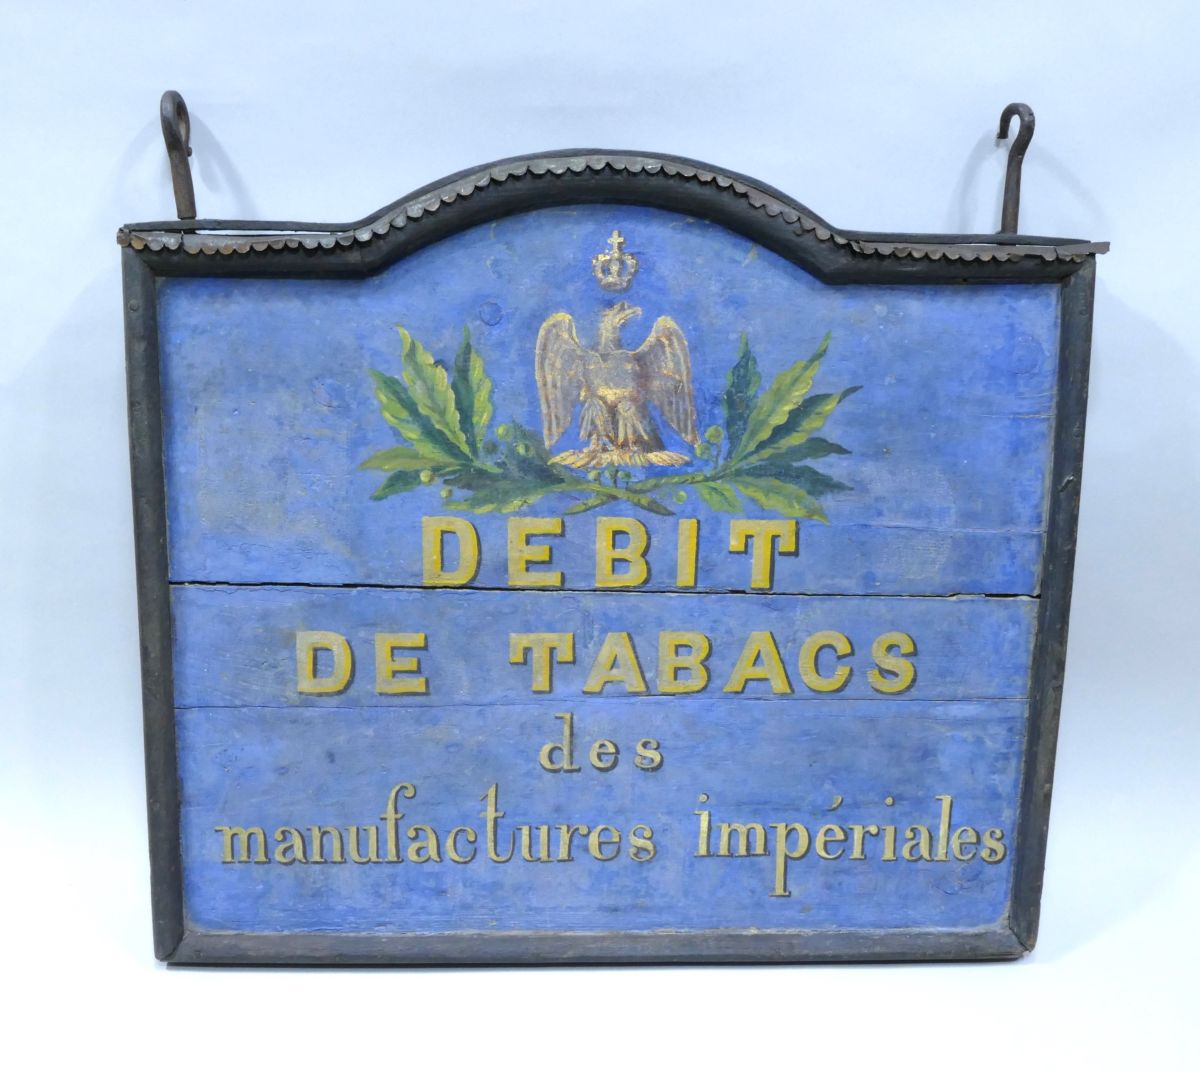 DEBIT
DE TABACS
des
manufactures impériales